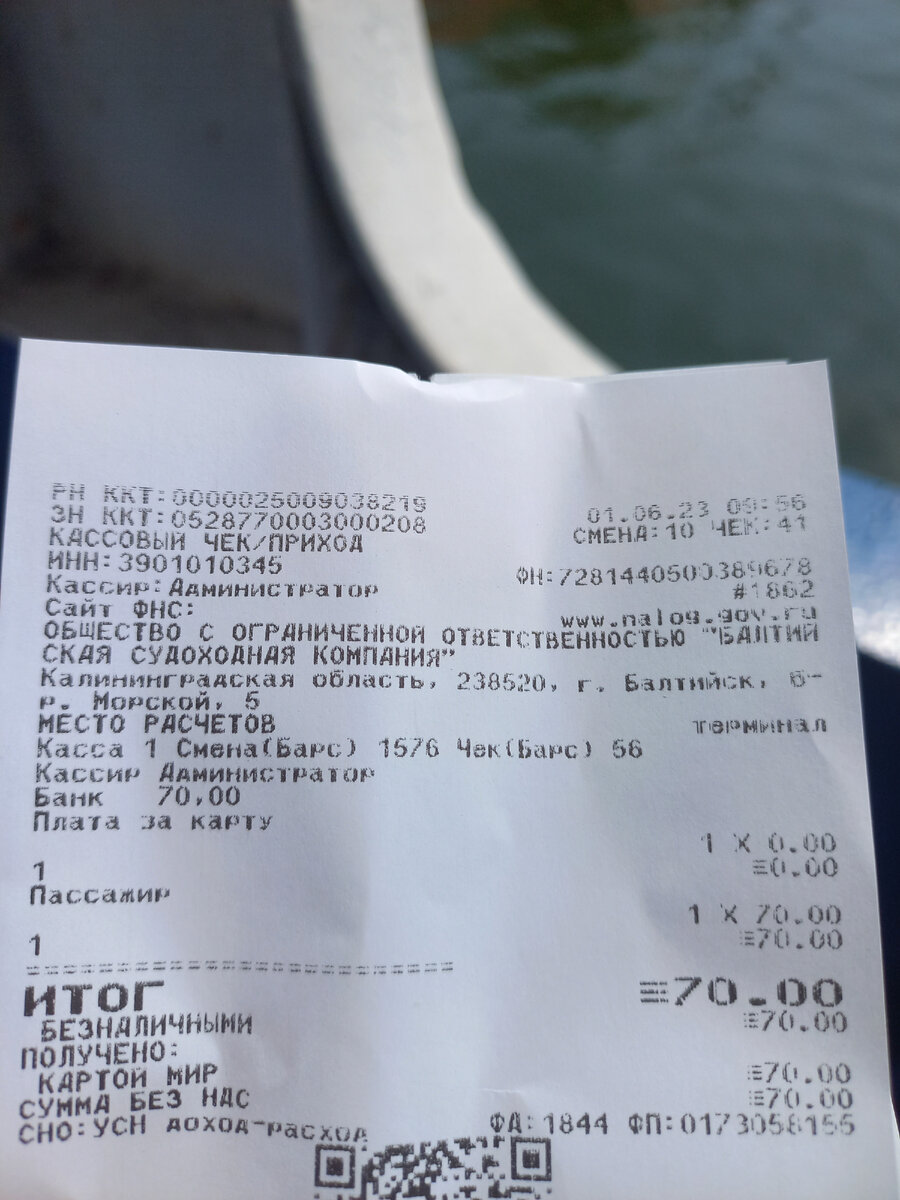 РН ККТ:0000025009038219 01.06.23 09:56
ЗН ККТ:0528770003000208 СМЕНА:10 ЧЕК:41
КАССОВЫЙ ЧЕК/ПРИХОД
ИНН:3901010345 ФН:7281440500389678
Кассир:Администратор #1862
Сайт ФНС: www.nalog.gov.ru
ОБЩЕСТВО С ОГРАНИЧЕННОЙ ОТВЕТСТВЕННОСТЬЮ ""БАЛТИЙ
СКАЯ СУДОХОДНАЯ КОМПАНИЯ"
Калининградская область, 238520, г. Балтийск, б-
р. Морской, 5
МЕСТО РАСЧЕТОВ терминал
Касса 1 Смена(Барс) 1576 Чек(Барс) 56
Кассир Администратор
Банк 70,00
Плата за карту
1 X 0.00
1 ≡0.00
Пассажир
1 X 70.00
1 ≡70.00
ИТОГ ≡70.00
БЕЗНАЛИЧНЫМИ ≡70.00
ПОЛУЧЕНО:
КАРТОЙ МИР ≡70.00
СУММА БЕЗ НДС ≡70.00
СНО:УСН доход-расход ФД:1844 ФП:0173058155